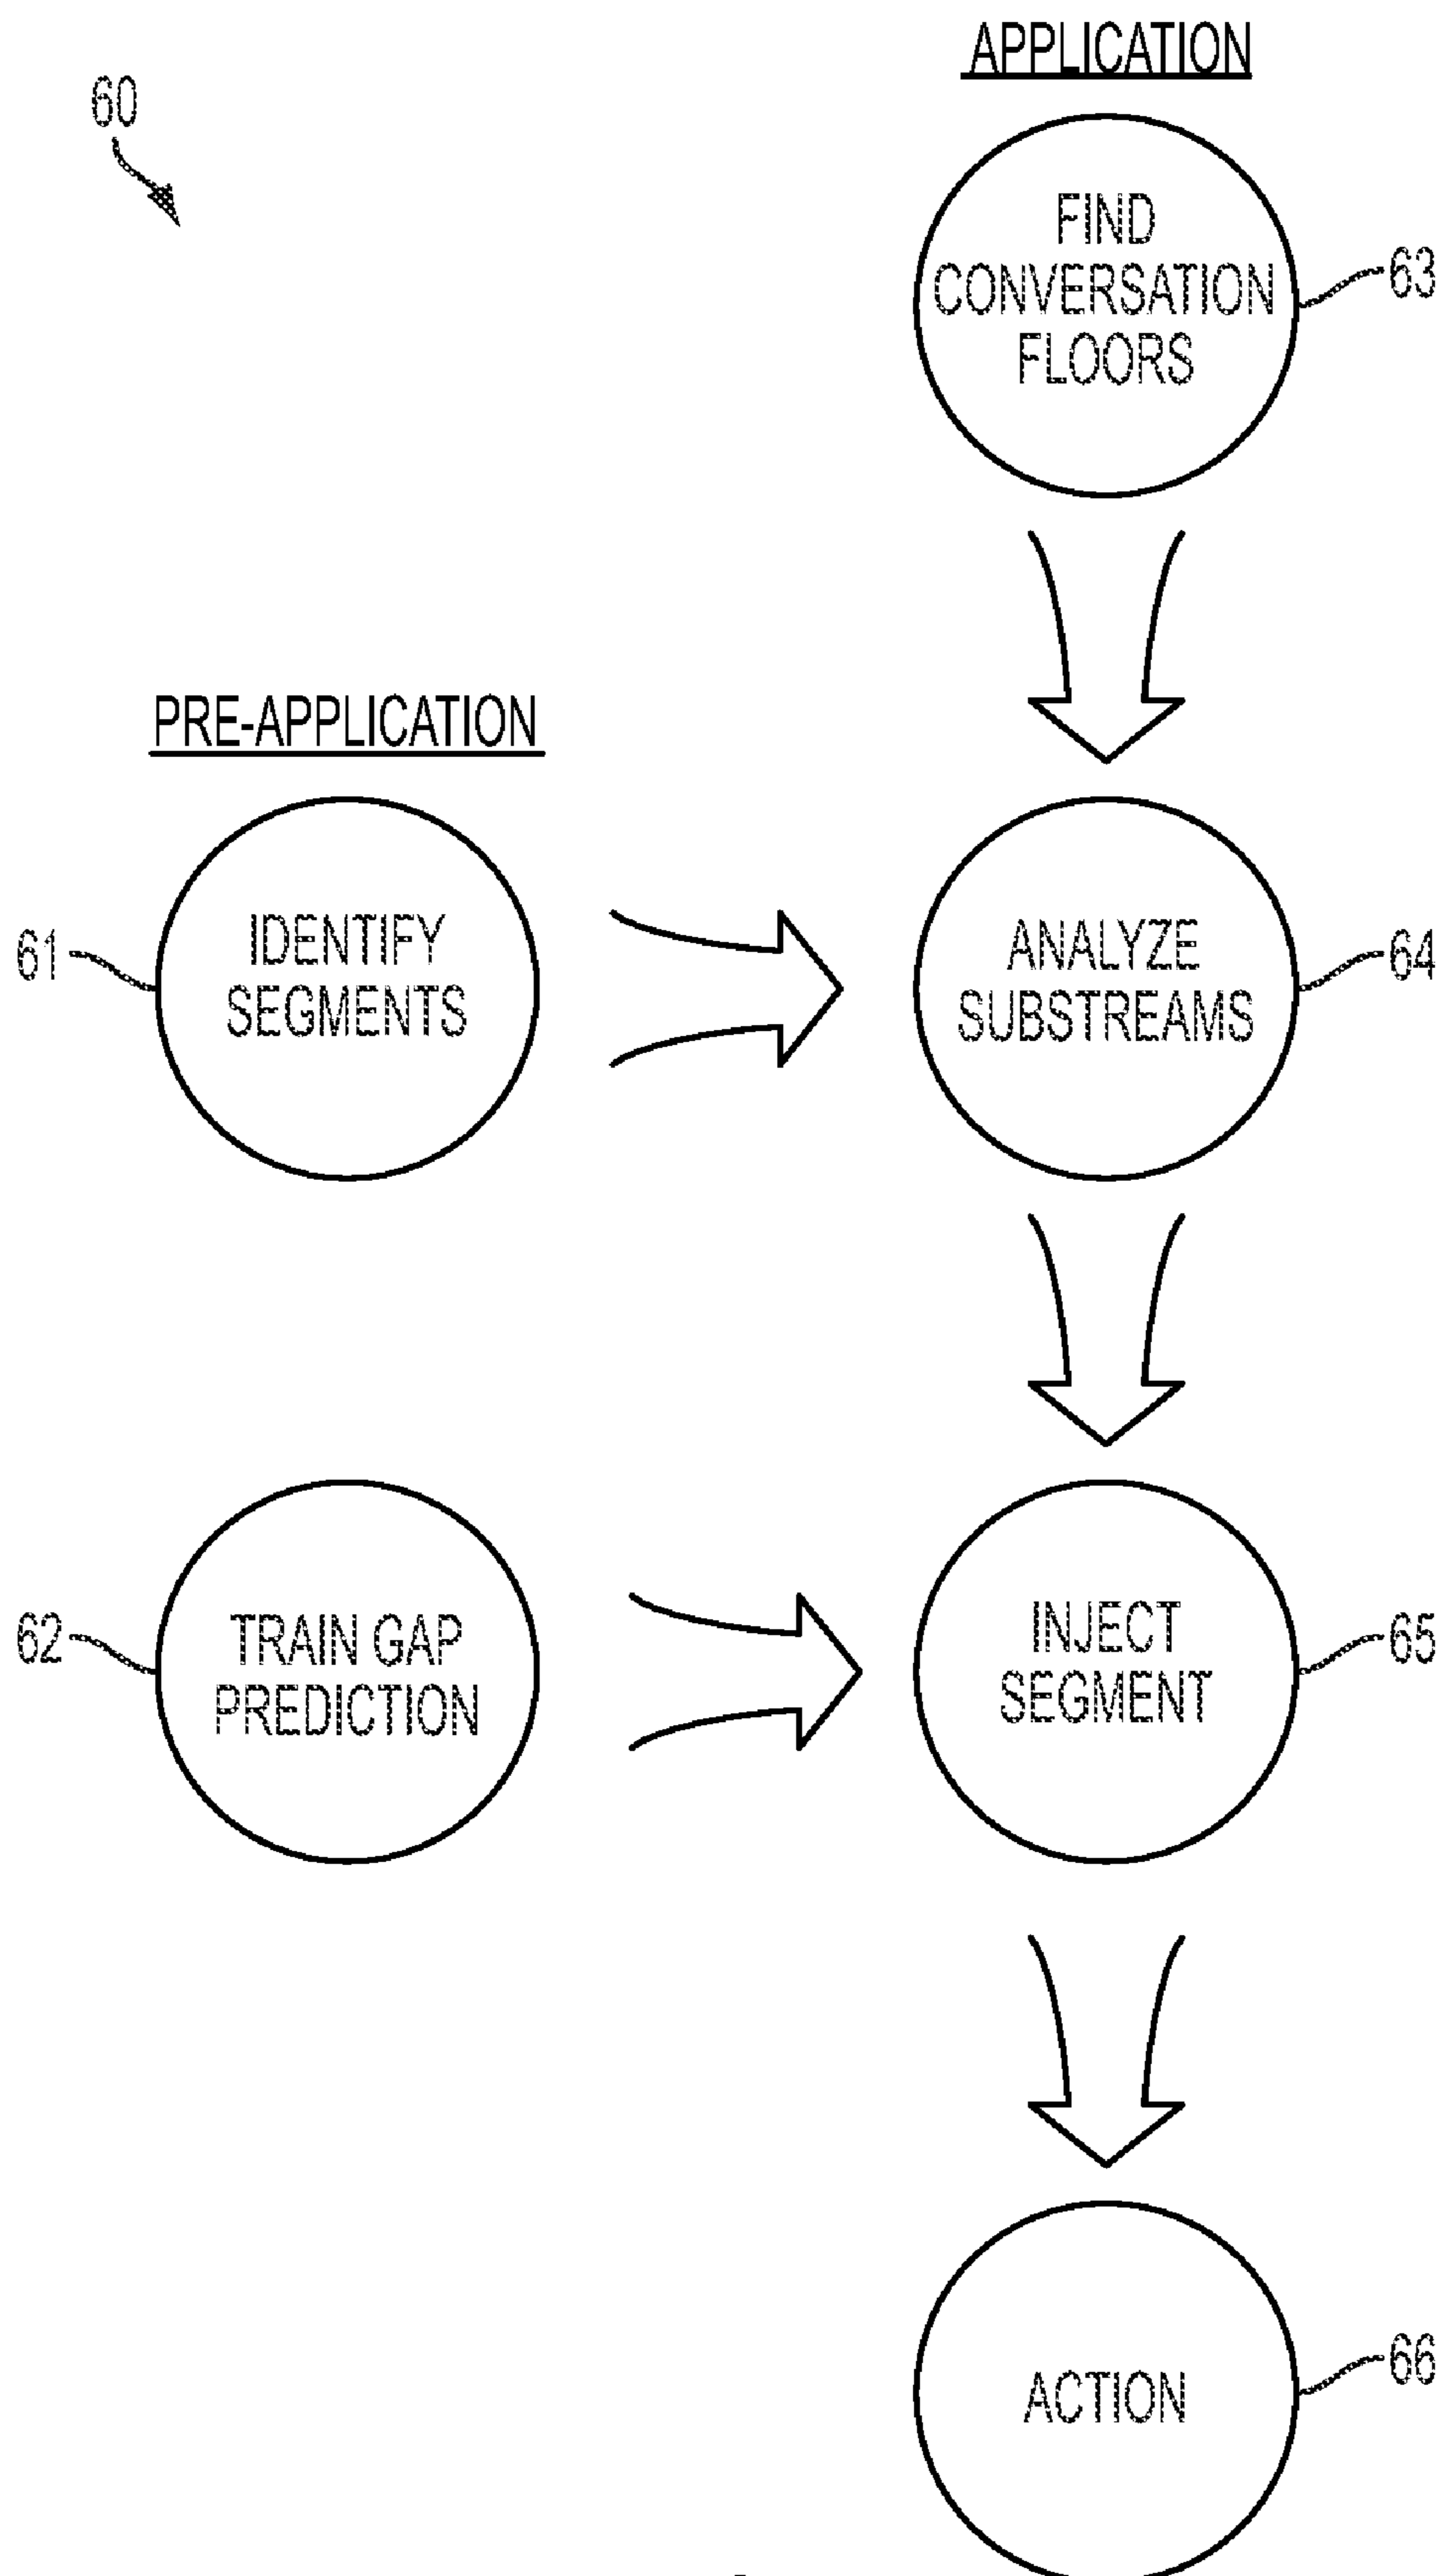 APPLICATION
60
FIND
CONVERSATION
FLOORS
63
PRE-APPLICATION
61
IDENTIFY
SEGMENTS
ANALYZE
SUBSTREAMS
64
62
TRAIN GAP
PREDICTION
INJECT
SEGMENT
65
ACTION
66